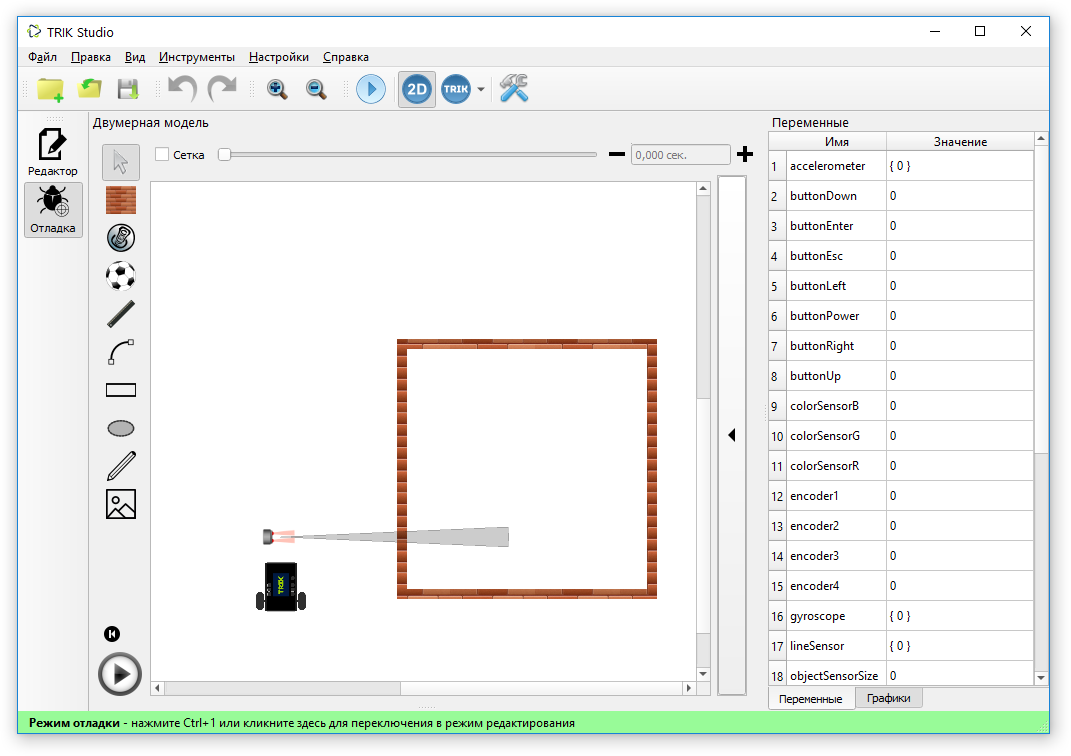 TRIK Studio
Файл Правка Вид Инструменты Настройки Справка
2D TRIK
Двумерная модель
Переменные
Редактор
Отладка
Сетка
0,000 сек.
Имя Значение
1 accelerometer { 0 }
2 buttonDown 0
3 buttonEnter 0
4 buttonEsc 0
5 buttonLeft 0
6 buttonPower 0
7 buttonRight 0
8 buttonUp 0
9 colorSensorB 0
10 colorSensorG 0
11 colorSensorR 0
12 encoder1 0
13 encoder2 0
14 encoder3 0
15 encoder4 0
16 gyroscope { 0 }
17 lineSensor { 0 }
18 objectSensorSize 0
TRIK
Переменные Графики
Режим отладки - нажмите Ctrl+1 или кликните здесь для переключения в режим редактирования